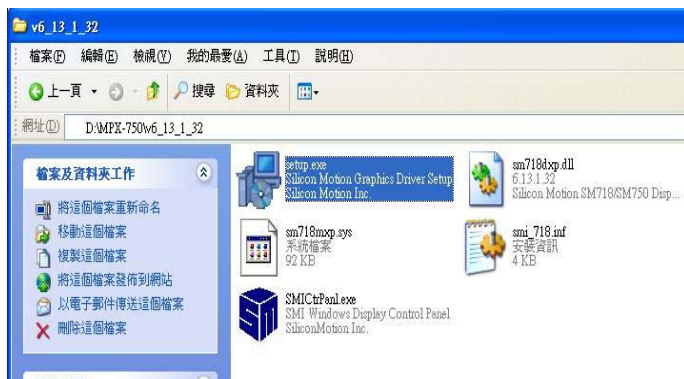 v6_13_1_32
檔案(F) 編輯(E) 檢視(V) 我的最愛(A) 工具(T) 說明(H)
上一頁 搜尋 資料夾
網址(D) D:\MPX-750\v6_13_1_32
檔案及資料夾工作
將這個檔案重新命名
移動這個檔案
複製這個檔案
將這個檔案發佈到網站
以電子郵件傳送這個檔案
刪除這個檔案
setup.exe
Silicon Motion Graphics Driver Setup
Silicon Motion Inc.
sm718dxp.dll
6.13.1.32
Silicon Motion SM718/SM750 Disp...
sm718mxp.sys
系統檔案
92 KB
smi_718.inf
安裝資訊
4 KB
SMICtrPanl.exe
SMI Windows Display Control Panel
SiliconMotion Inc.